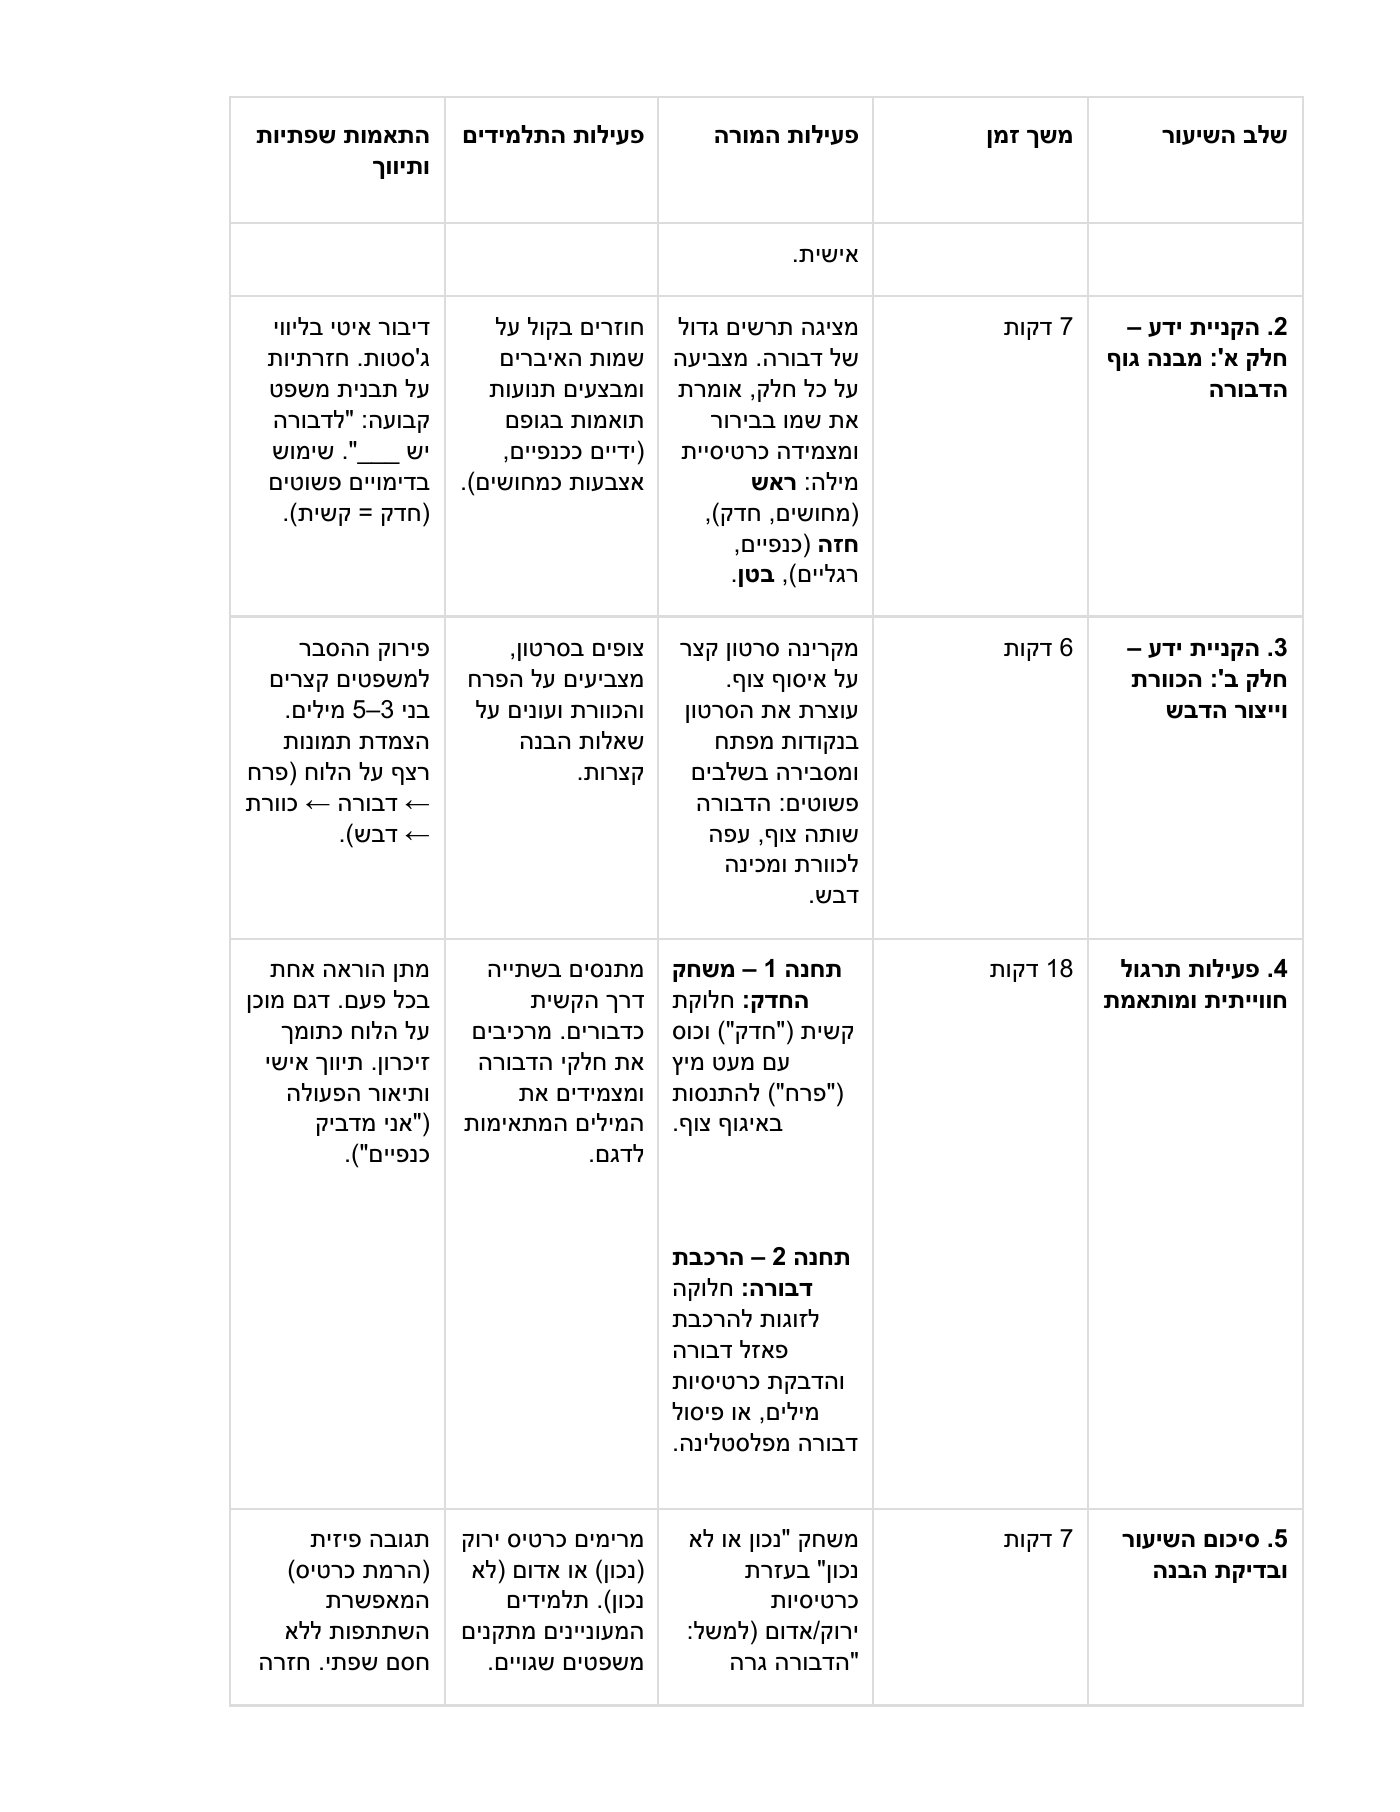 שלב השיעור
משך זמן
פעילות המורה
פעילות התלמידים
התאמות שפתיות
ותיווך
אישית.
2. הקניית ידע –
חלק א': מבנה גוף
הדבורה
7 דקות
מציגה תרשים גדול
של דבורה. מצביעה
על כל חלק, אומרת
את שמו בבירור
ומצמידה כרטיסיית
מילה: ראש
(מחושים, חדק),
חזה (כנפיים,
רגליים), בטן.
חוזרים בקול על
שמות האיברים
ומבצעים תנועות
תואמות בגופם
(ידיים ככנפיים,
אצבעות כמחושים).
דיבור איטי בליווי
ג'סטות. חזרתיות
על תבנית משפט
קבועה: "לדבורה
יש ___". שימוש
בדימויים פשוטים
(חדק = קשית).
3. הקניית ידע –
חלק ב': הכוורת
וייצור הדבש
6 דקות
מקרינה סרטון קצר
על איסוף צוף.
עוצרת את הסרטון
בנקודות מפתח
ומסבירה בשלבים
פשוטים: הדבורה
שותה צוף, עפה
לכוורת ומכינה
דבש.
צופים בסרטון,
מצביעים על הפרח
והכוורת ועונים על
שאלות הבנה
קצרות.
פירוק ההסבר
למשפטים קצרים
בני 3–5 מילים.
הצמדת תמונות
רצף על הלוח (פרח
← דבורה ← כוורת
← דבש).
4. פעילות תרגול
חווייתית ומותאמת
18 דקות
תחנה 1 – משחק
החדק: חלוקת
קשית ("חדק") וכוס
עם מעט מיץ
("פרח") להתנסות
באיגוף צוף.
תחנה 2 – הרכבת
דבורה: חלוקה
לזוגות להרכבת
פאזל דבורה
והדבקת כרטיסיות
מילים, או פיסול
דבורה מפלסטלינה.
מתנסים בשתייה
דרך הקשית
כדבורים. מרכיבים
את חלקי הדבורה
ומצמידים את
המילים המתאימות
לדגם.
מתן הוראה אחת
בכל פעם. דגם מוכן
על הלוח כתומך
זיכרון. תיווך אישי
ותיאור הפעולה
("אני מדביק
כנפיים").
5. סיכום השיעור
ובדיקת הבנה
7 דקות
משחק "נכון או לא
נכון" בעזרת
כרטיסיות
ירוק/אדום (למשל:
"הדבורה גרה
מרימים כרטיס ירוק
(נכון) או אדום (לא
נכון). תלמידים
המעוניינים מתקנים
משפטים שגויים.
תגובה פיזית
(הרמת כרטיס)
המאפשרת
השתתפות ללא
חסם שפתי. חזרה